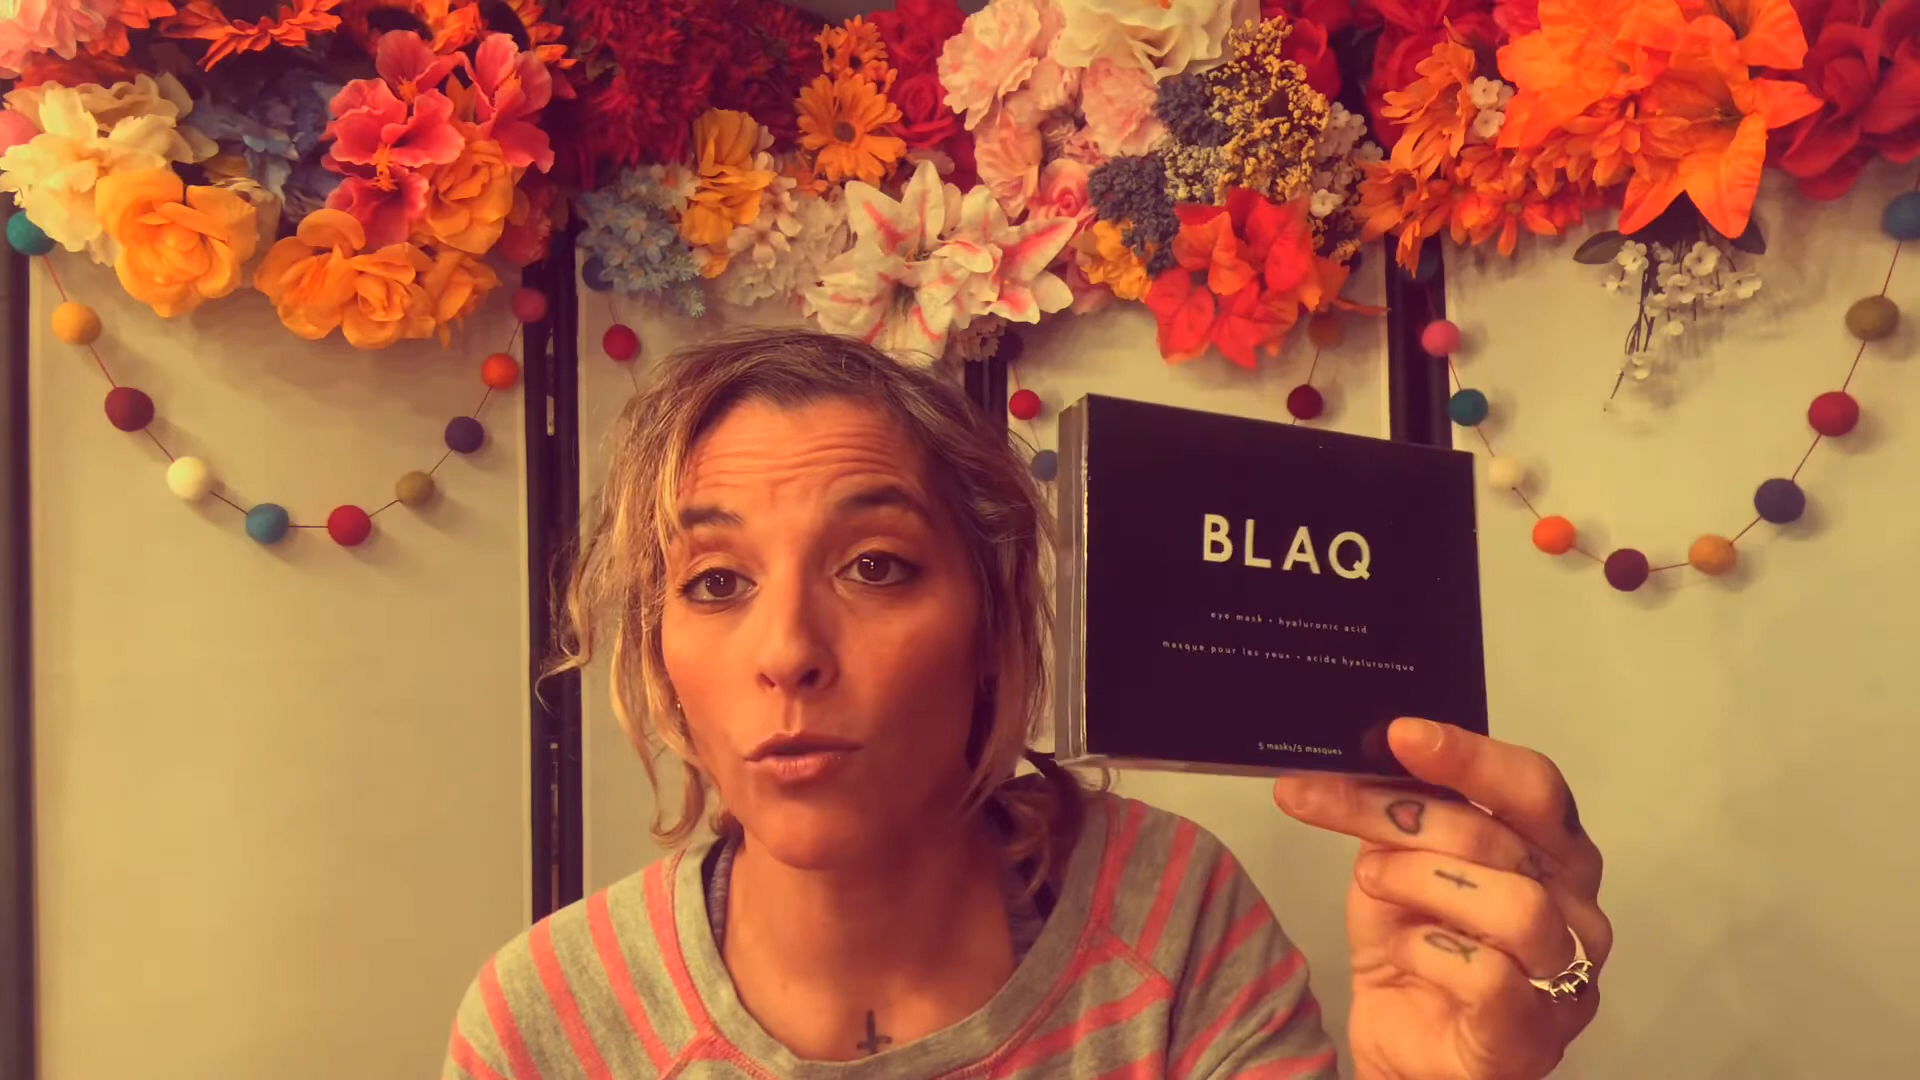 BLAQ
eye mask + hyaluronic acid
masque pour les yeux + acide hyaluronique
5 masks/5 masques